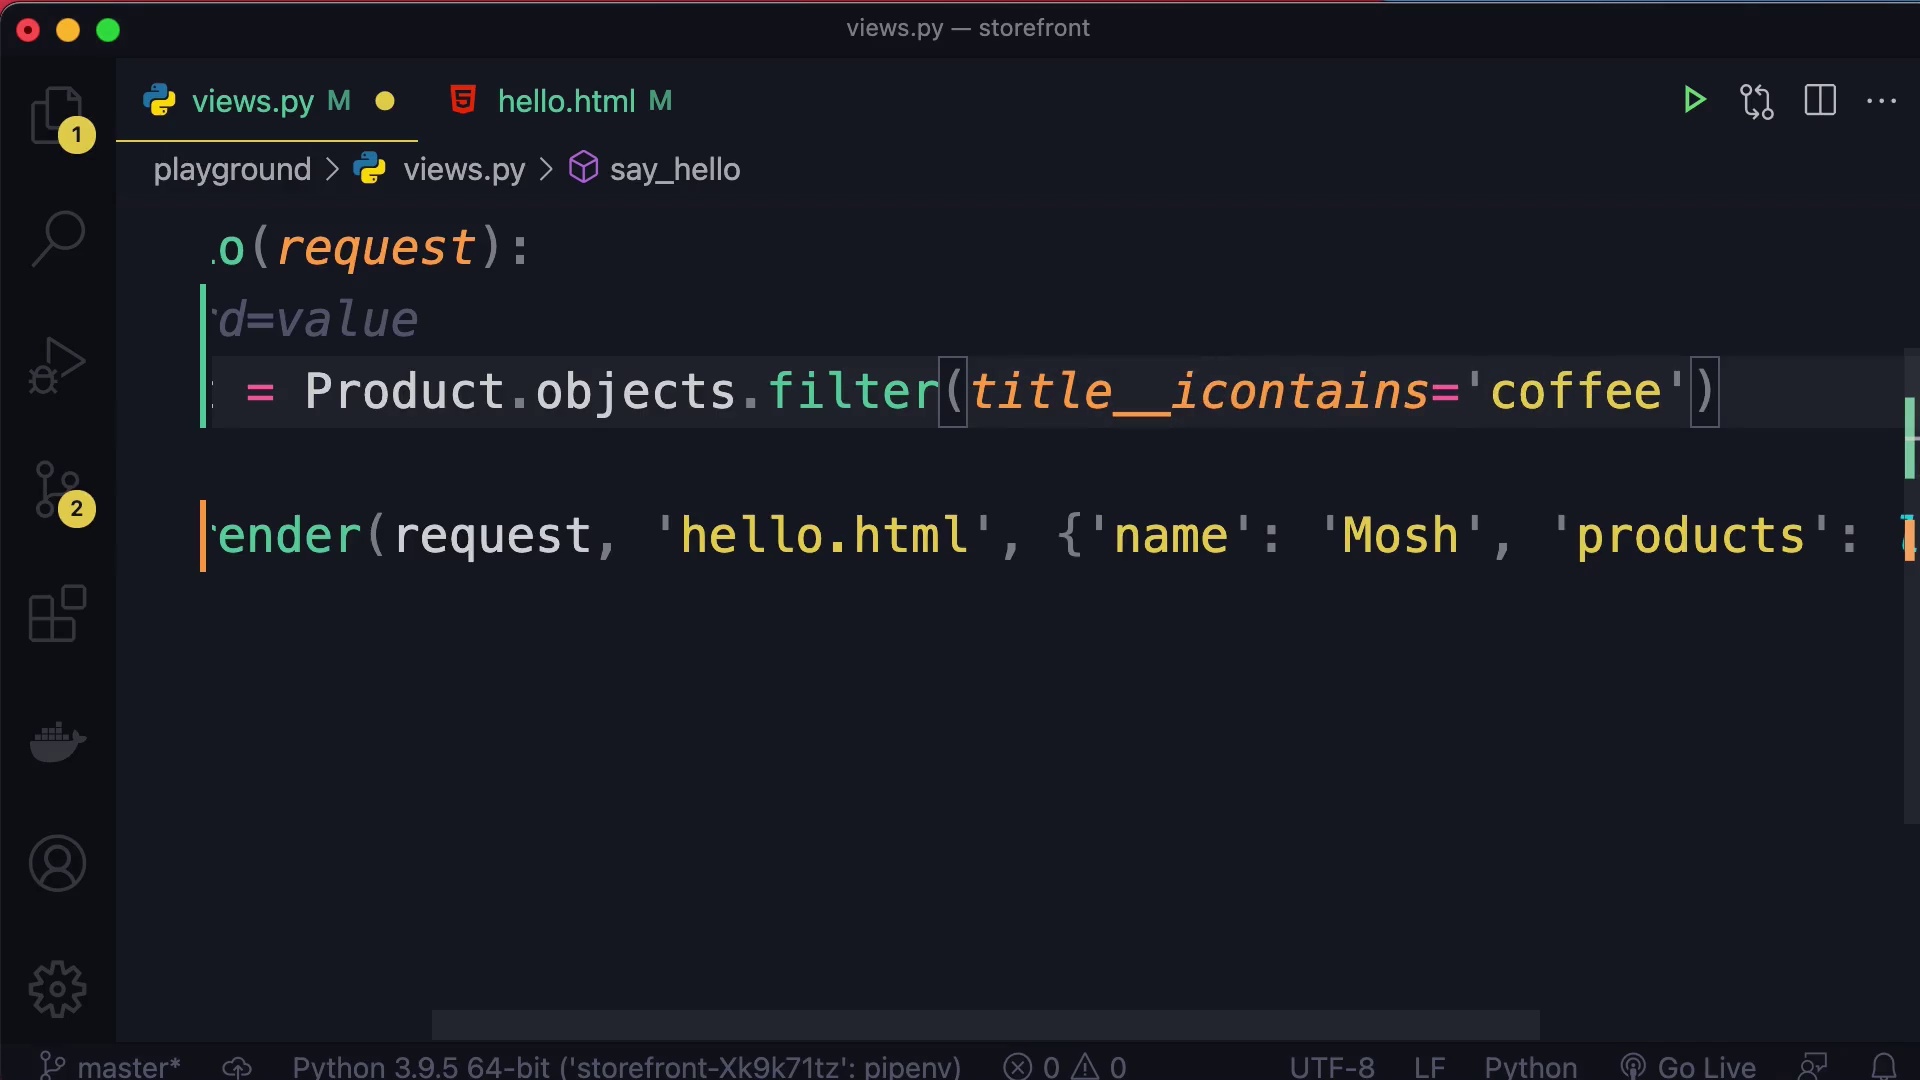 views.py — storefront
views.py M
hello.html M
1
playground > views.py > say_hello
o(request):
d=value
= Product.objects.filter(title__icontains='coffee')
2
ender(request, 'hello.html', {'name': 'Mosh', 'products':
master*
Python 3.9.5 64-bit ('storefront-Xk9k71tz': pipenv)
0
0
UTF-8
LF
Python
Go Live